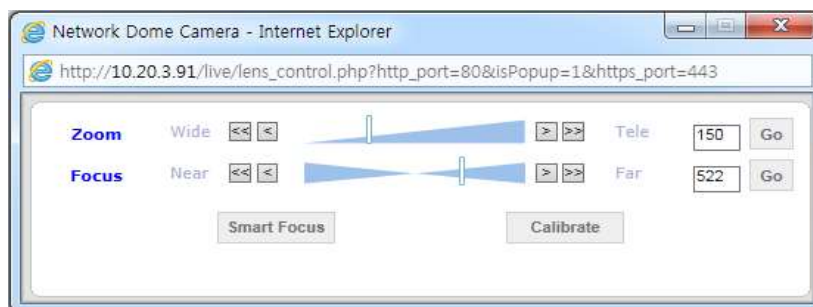 Network Dome Camera - Internet Explorer
http://10.20.3.91/live/lens_control.php?http_port=80&isPopup=1&https_port=443
Zoom Wide << < > >> Tele 150 Go
Focus Near << < > >> Far 522 Go
Smart Focus Calibrate